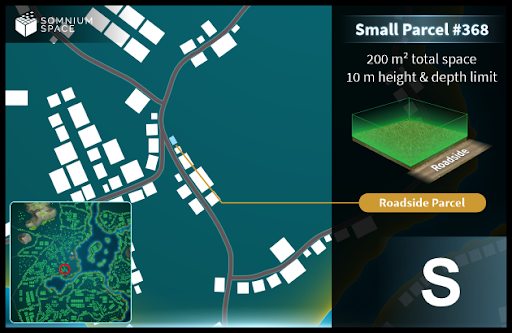 SOMNIUM
SPACE
Small Parcel #368
200 m² total space
10 m height & depth limit
Roadside
Roadside Parcel
S